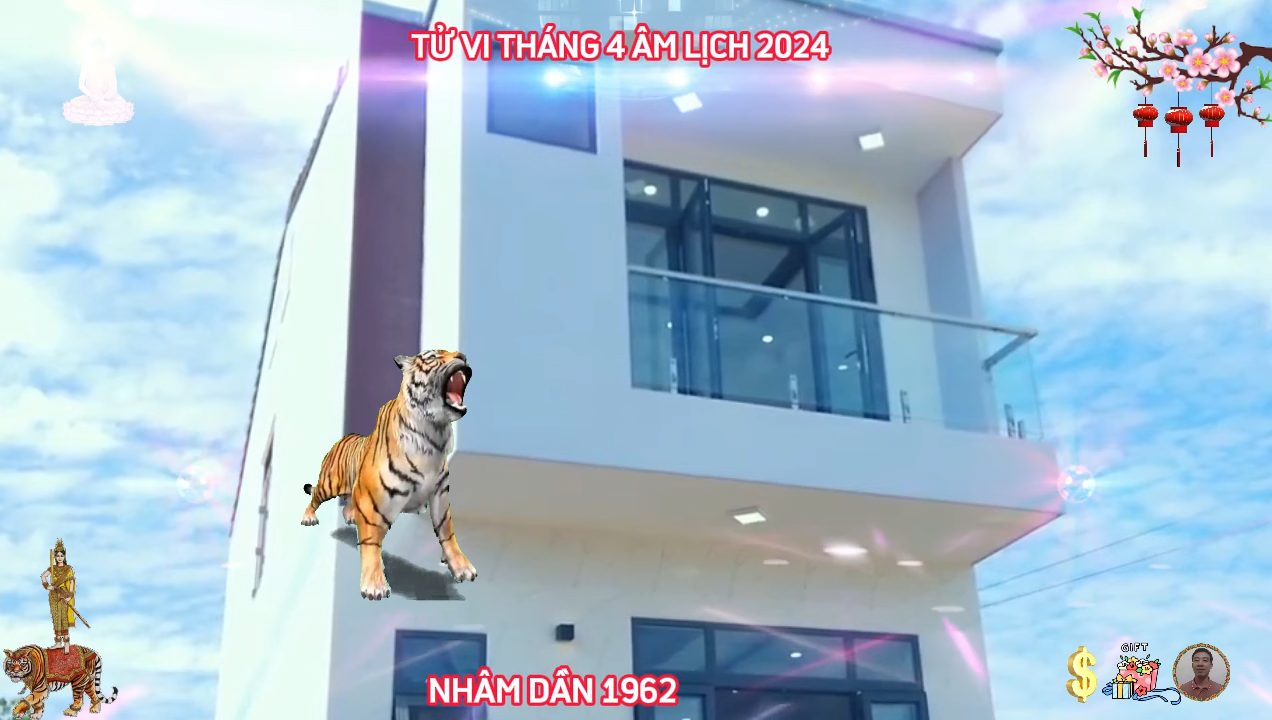 TỬ VI THÁNG 4 ÂM LỊCH 2024
GIFT
$
NHÂM DẦN 1962